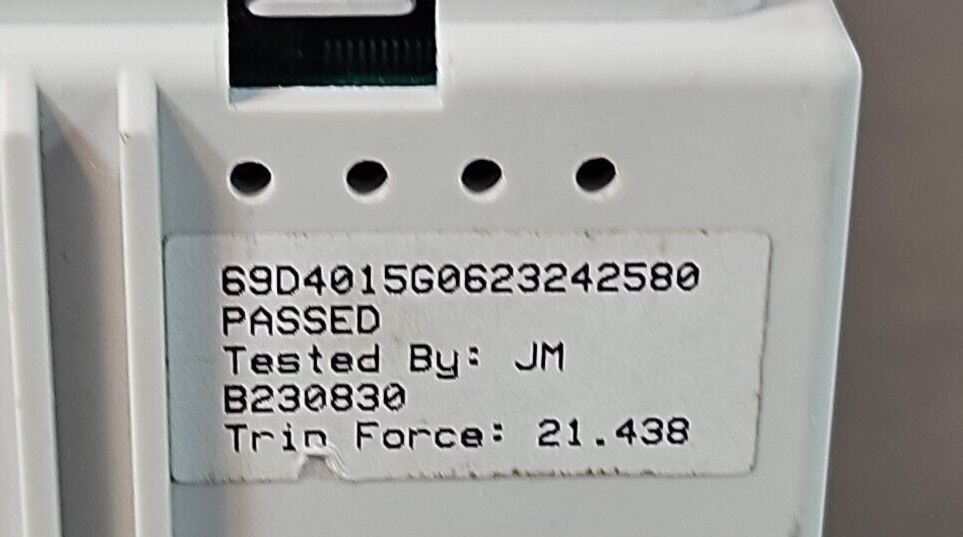 69D4015G0623242580
PASSED
Tested By: JM
B230830
Trip Force: 21.438